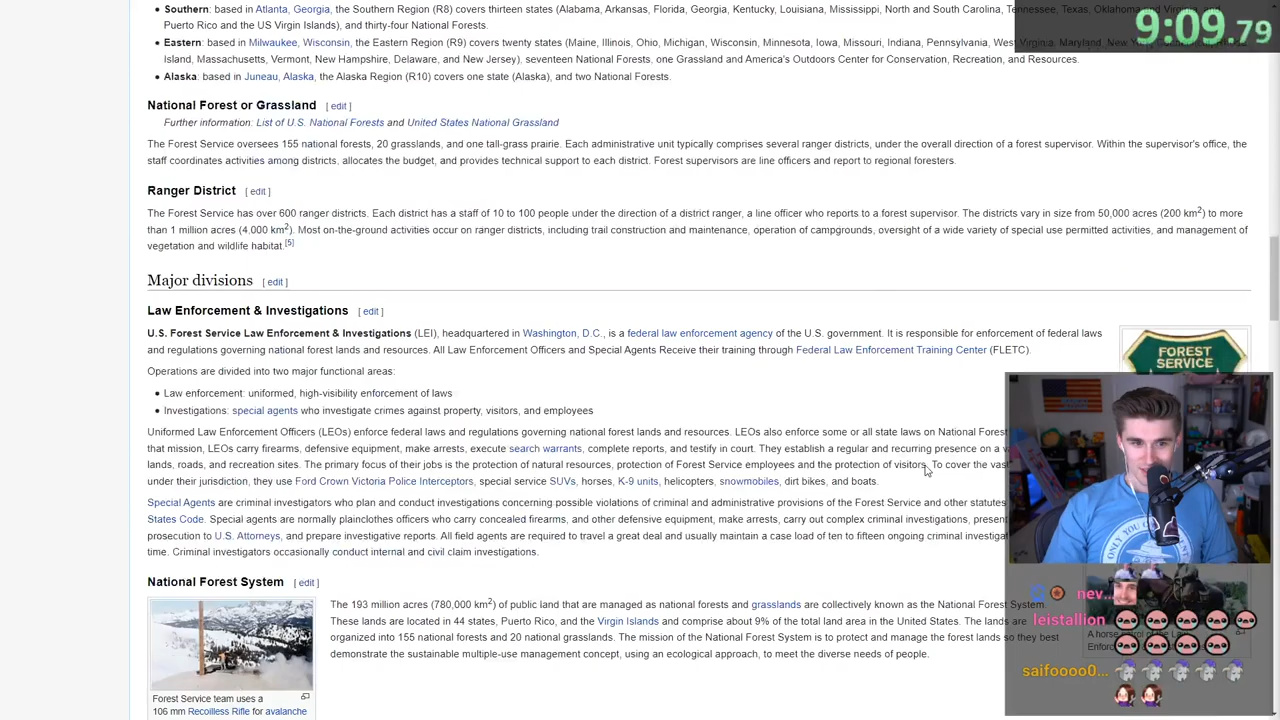 • Southern: based in Atlanta, Georgia, the Southern Region (R8) covers thirteen states (Alabama, Arkansas, Florida, Georgia, Kentucky, Louisiana, Mississippi, North and South Carolina, Tennessee, Texas, Oklahoma and Virginia, and
Puerto Rico and the US Virgin Islands), and thirty-four National Forests.
9:09.79
• Eastern: based in Milwaukee, Wisconsin, the Eastern Region (R9) covers twenty states (Maine, Illinois, Ohio, Michigan, Wisconsin, Minnesota, Iowa, Missouri, Indiana, Pennsylvania, West Virginia, Maryland, New
Island, Massachusetts, Vermont, New Hampshire, Delaware, and New Jersey), seventeen National Forests, one Grassland and America's Outdoors Center for Conservation, Recreation, and Resources.
• Alaska: based in Juneau, Alaska, the Alaska Region (R10) covers one state (Alaska), and two National Forests.
National Forest or Grassland [ edit ]
Further information: List of U.S. National Forests and United States National Grassland
The Forest Service oversees 155 national forests, 20 grasslands, and one tall-grass prairie. Each administrative unit typically comprises several ranger districts, under the overall direction of a forest supervisor. Within the supervisor's office, the
staff coordinates activities among districts, allocates the budget, and provides technical support to each district. Forest supervisors are line officers and report to regional foresters.
Ranger District [ edit ]
The Forest Service has over 600 ranger districts. Each district has a staff of 10 to 100 people under the direction of a district ranger, a line officer who reports to a forest supervisor. The districts vary in size from 50,000 acres (200 km2) to more
than 1 million acres (4,000 km2). Most on-the-ground activities occur on ranger districts, including trail construction and maintenance, operation of campgrounds, oversight of a wide variety of special use permitted activities, and management of
vegetation and wildlife habitat.[5]
Major divisions [ edit ]
Law Enforcement & Investigations [ edit ]
U.S. Forest Service Law Enforcement & Investigations (LEI), headquartered in Washington, D.C., is a federal law enforcement agency of the U.S. government. It is responsible for enforcement of federal laws
and regulations governing national forest lands and resources. All Law Enforcement Officers and Special Agents Receive their training through Federal Law Enforcement Training Center (FLETC).
FOREST
SERVICE
Operations are divided into two major functional areas:
• Law enforcement: uniformed, high-visibility enforcement of laws
• Investigations: special agents who investigate crimes against property, visitors, and employees
Uniformed Law Enforcement Officers (LEOs) enforce federal laws and regulations governing national forest lands and resources. LEOs also enforce some or all state laws on National Forest
that mission, LEOs carry firearms, defensive equipment, make arrests, execute search warrants, complete reports, and testify in court. They establish a regular and recurring presence on a
lands, roads, and recreation sites. The primary focus of their jobs is the protection of natural resources, protection of Forest Service employees and the protection of visitors. To cover the vast
under their jurisdiction, they use Ford Crown Victoria Police Interceptors, special service SUVs, horses, K-9 units, helicopters, snowmobiles, dirt bikes, and boats.
Special Agents are criminal investigators who plan and conduct investigations concerning possible violations of criminal and administrative provisions of the Forest Service and other statutes
States Code. Special agents are normally plainclothes officers who carry concealed firearms, and other defensive equipment, make arrests, carry out complex criminal investigations, present
prosecution to U.S. Attorneys, and prepare investigative reports. All field agents are required to travel a great deal and usually maintain a case load of ten to fifteen ongoing criminal
time. Criminal investigators occasionally conduct internal and civil claim investigations.
ONLY YOU C
National Forest System [ edit ]
The 193 million acres (780,000 km2) of public land that are managed as national forests and grasslands are collectively known as the National Forest System.
These lands are located in 44 states, Puerto Rico, and the Virgin Islands and comprise about 9% of the total land area in the United States. The lands are
organized into 155 national forests and 20 national grasslands. The mission of the National Forest System is to protect and manage the forest lands so they best
demonstrate the sustainable multiple-use management concept, using an ecological approach, to meet the diverse needs of people.
Forest Service team uses a
106 mm Recoilless Rifle for avalanche
nev...
leistallion
A horse
saifoooo0...